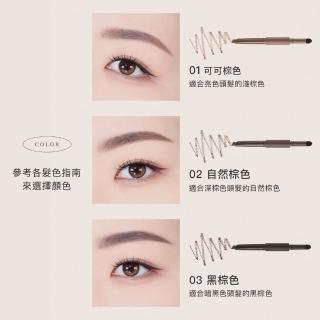 COLOR
參考各髮色指南
來選擇顏色
01 可可棕色
適合亮色頭髮的淺棕色
02 自然棕色
適合深棕色頭髮的自然棕色
03 黑棕色
適合暗黑色頭髮的黑棕色